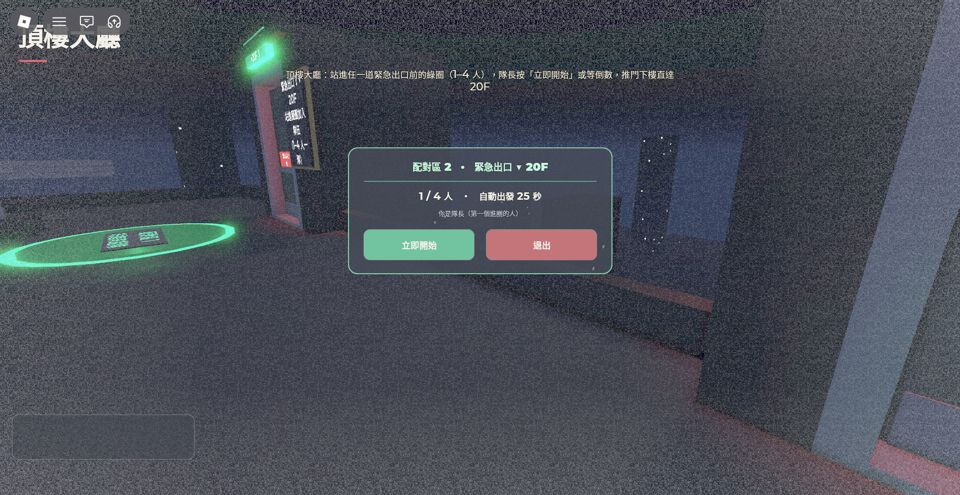 頂樓大廳
頂樓大廳：站進任一道緊急出口前的綠圈（1–4 人），隊長按「立即開始」或等倒數，推門下樓直達
20F
配對區 2 • 緊急出口 ▼ 20F
1 / 4 人 • 自動出發 25 秒
你是隊長（第一個進圈的人）
立即開始
退出
20F